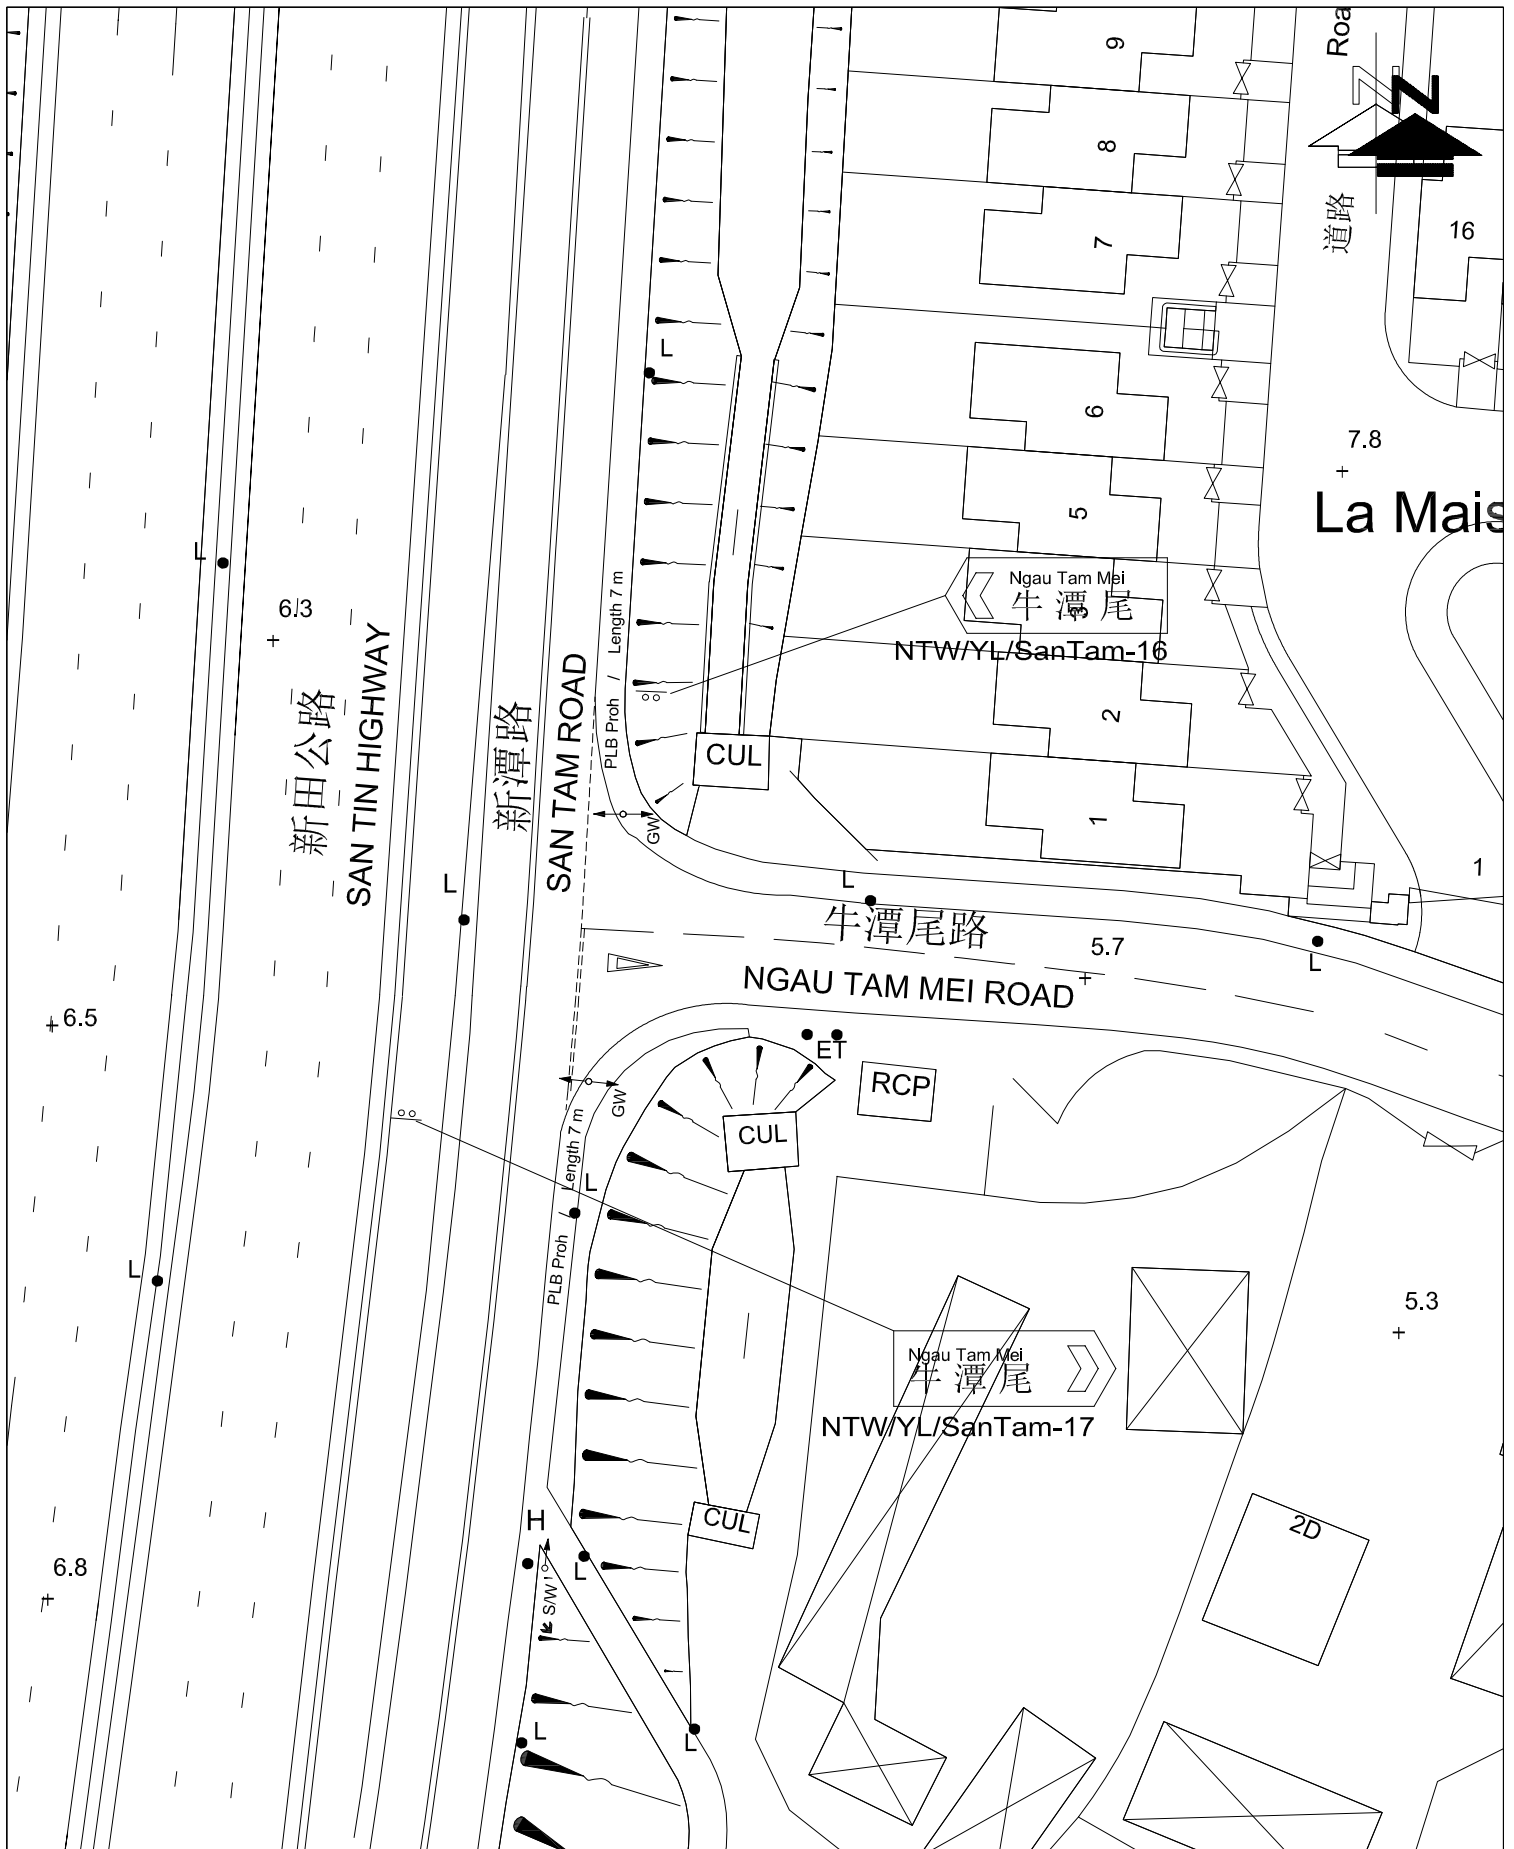 9
Roa
N
8
道路
16
7
L
6
7.8
La Mais
5
L
Ngau Tam Mei
牛潭尾
3
NTW/YL/SanTam-16
6.3
PLB Proh / Length 7 m
新田公路
SAN TIN HIGHWAY
新潭路
SAN TAM ROAD
2
CUL
1
GW
1
L
L
牛潭尾路
5.7
L
NGAU TAM MEI ROAD
6.5
ET
RCP
GW
CUL
PLB Proh / Length 7 m
L
L
5.3
Ngau Tam Mei
牛潭尾
NTW/YL/SanTam-17
CUL
H
2D
6.8
L
S/W
L
L